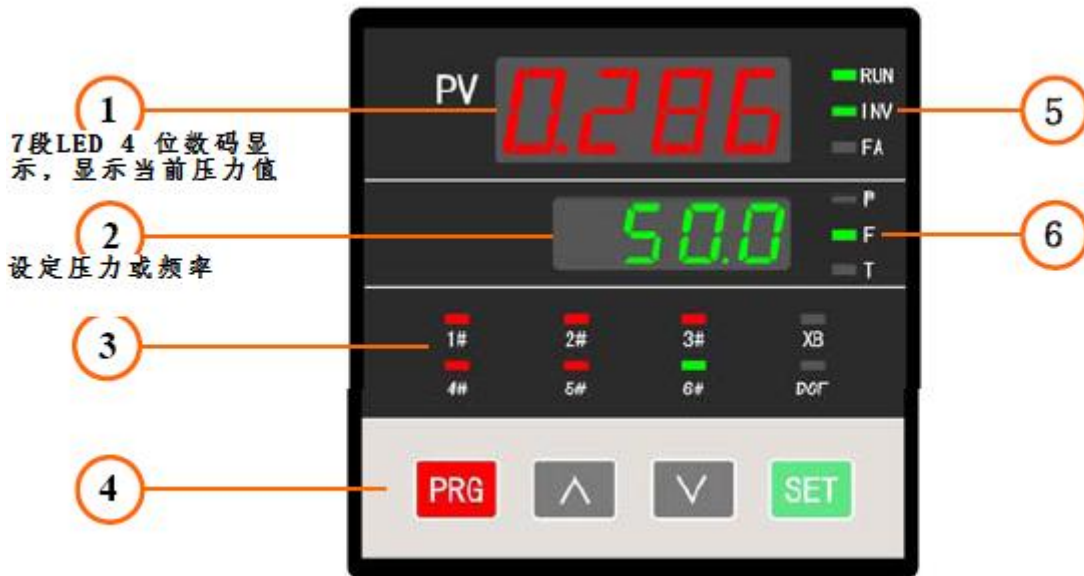 PV
0.286
RUN
INV
FA
1
7段LED 4 位数码显
示，显示当前压力值
5
2
设定压力或频率
50.0
P
F
T
6
3
1# 2# 3# XB
4# 5# 6#
4
PRG ∧ ∨ SET